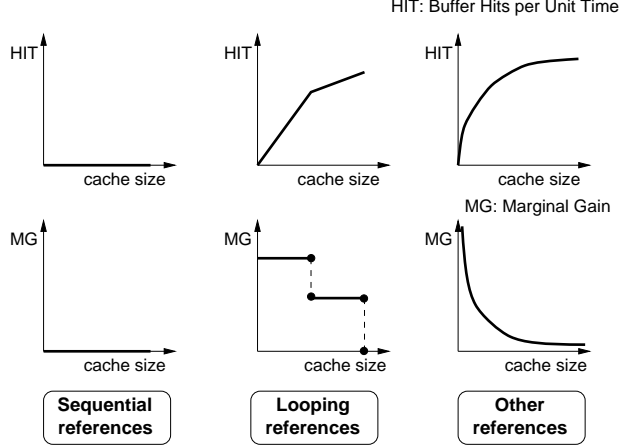 HIT: Buffer Hits per Unit Time
HIT
HIT
HIT
cache size
cache size
cache size
MG: Marginal Gain
MG
MG
MG
cache size
cache size
cache size
Sequential
references
Looping
references
Other
references